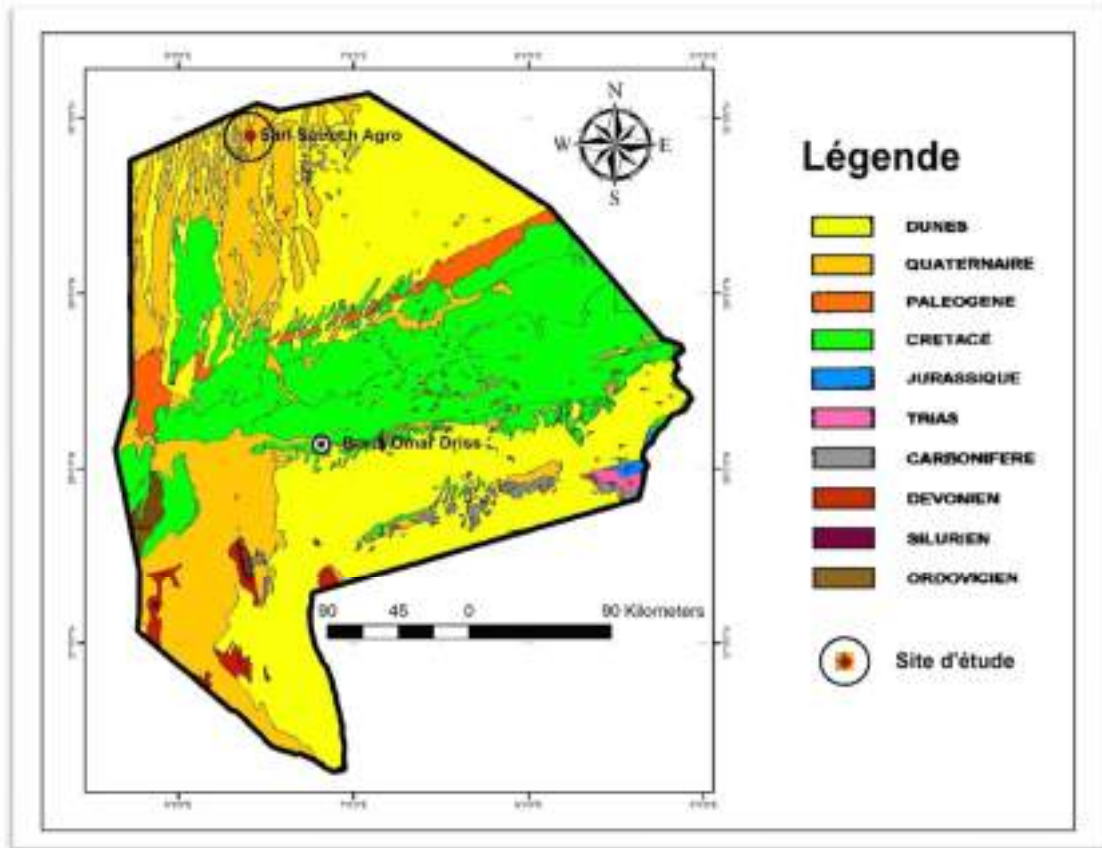 N
W E
S
Agro
Omar Driss
90 45 0 90 Kilometers
Légende
DUNES
QUATERNAIRE
PALEOGENE
CRETACÉ
JURASSIQUE
TRIAS
CARBONIFERE
DEVONIEN
SILURIEN
ORDOVICIEN
Site d'étude